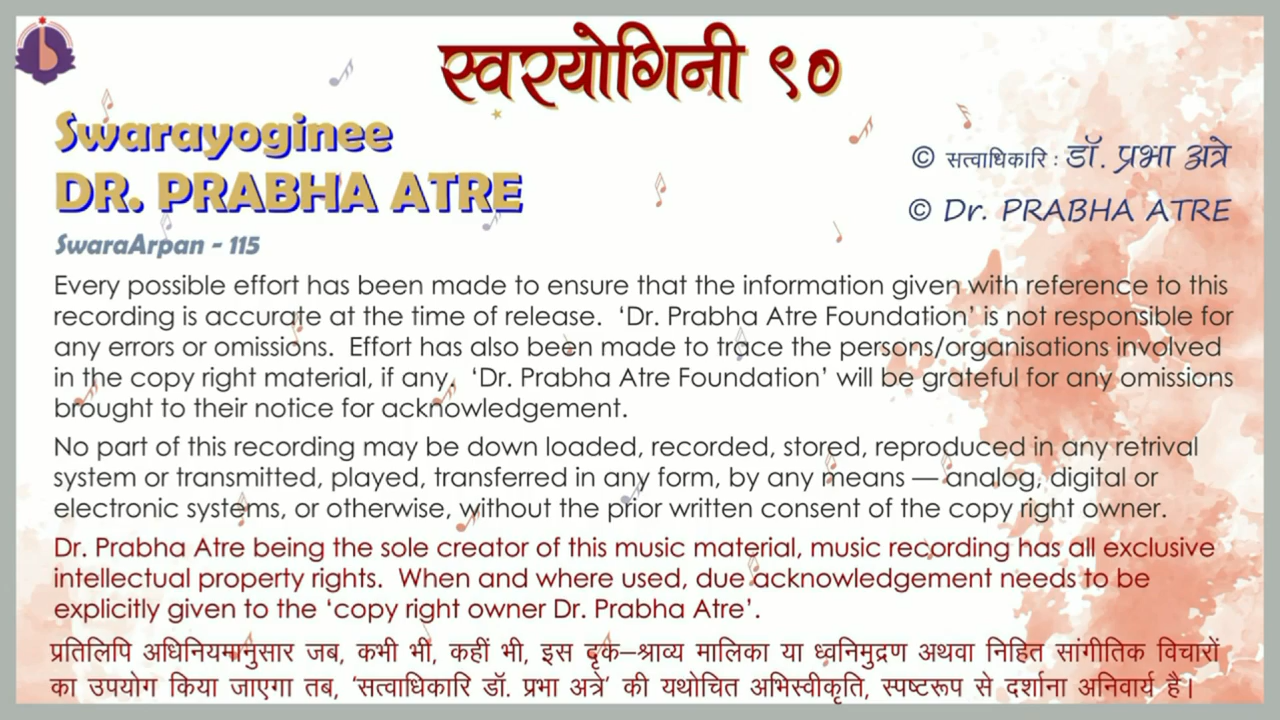 स्वरयोगिनी ९०
Swarayoginee
DR. PRABHA ATRE
SwaraArpan - 115
© सत्वाधिकारि : डॉ. प्रभा अत्रे
© Dr. PRABHA ATRE
Every possible effort has been made to ensure that the information given with reference to this
recording is accurate at the time of release. ‘Dr. Prabha Atre Foundation’ is not responsible for
any errors or omissions. Effort has also been made to trace the persons/organisations involved
in the copy right material, if any. ‘Dr. Prabha Atre Foundation’ will be grateful for any omissions
brought to their notice for acknowledgement.
No part of this recording may be down loaded, recorded, stored, reproduced in any retrival
system or transmitted, played, transferred in any form, by any means — analog, digital or
electronic systems, or otherwise, without the prior written consent of the copy right owner.
Dr. Prabha Atre being the sole creator of this music material, music recording has all exclusive
intellectual property rights. When and where used, due acknowledgement needs to be
explicitly given to the ‘copy right owner Dr. Prabha Atre’.
प्रतिलिपि अधिनियमानुसार जब, कभी भी, कहीं भी, इस दृक–श्राव्य मालिका या ध्वनिमुद्रण अथवा निहित सांगीतिक विचारों
का उपयोग किया जाएगा तब, ‘सत्वाधिकारि डॉ. प्रभा अत्रे’ की यथोचित अभिस्वीकृति, स्पष्टरूप से दर्शाना अनिवार्य है।